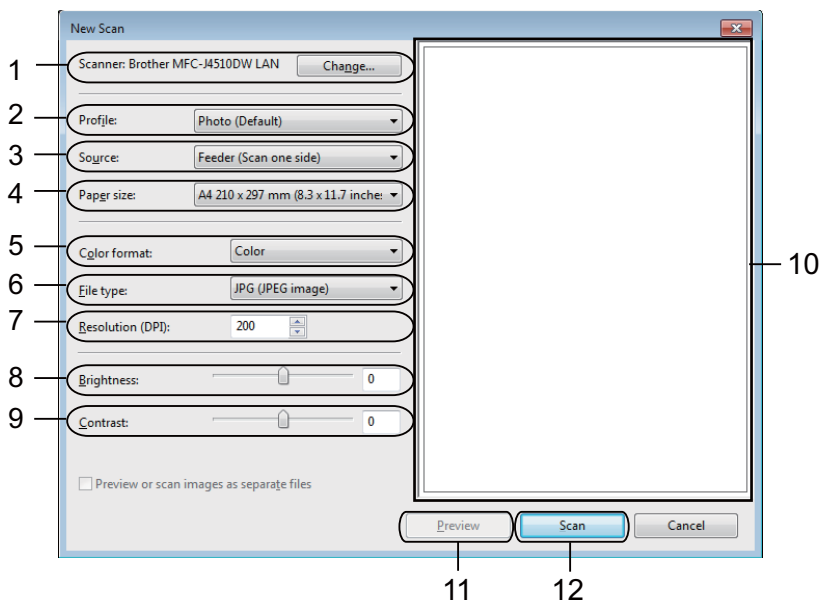 New Scan
1 Scanner: Brother MFC-J4510DW LAN Change...
2 Profile: Photo (Default)
3 Source: Feeder (Scan one side)
4 Paper size: A4 210 x 297 mm (8.3 x 11.7 inche:
5 Color format: Color
10
6 File type: JPG (JPEG image)
7 Resolution (DPI): 200
8 Brightness: 0
9 Contrast: 0
Preview or scan images as separate files
Preview Scan Cancel
11 12